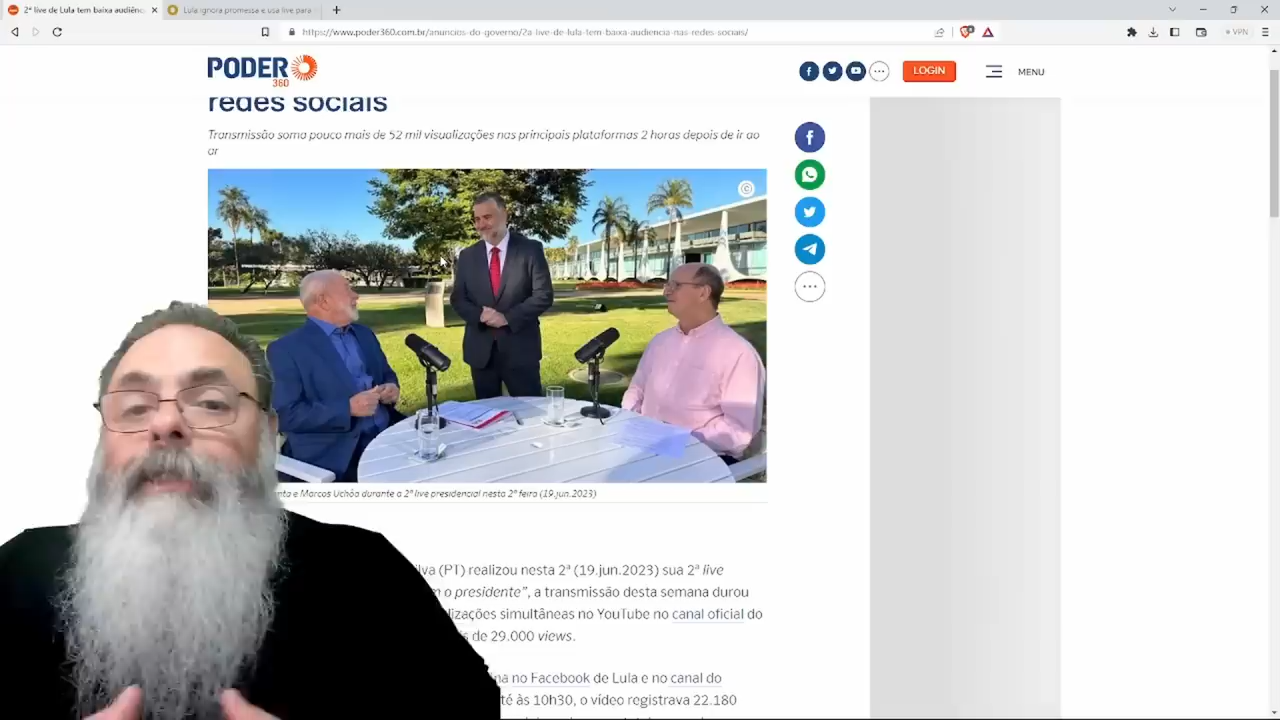 2ª live de Lula tem baixa audiênc
Lula ignora promessa e usa live para
https://www.poder360.com.br/anuncios-do-governo/2a-live-de-lula-tem-baixa-audiencia-nas-redes-sociais/
VPN
PODER
360
LOGIN
MENU
redes sociais
Transmissão soma pouco mais de 52 mil visualizações nas principais plataformas 2 horas depois de ir ao
ar
e Marcos Uchôa durante a 2ª live presidencial nesta 2ª feira (19.jun.2023)
(PT) realizou nesta 2ª (19.jun.2023) sua 2ª live
o presidente”, a transmissão desta semana durou
simultâneas no YouTube no canal oficial do
de 29.000 views.
no Facebook de Lula e no canal do
às 10h30, o vídeo registrava 22.180